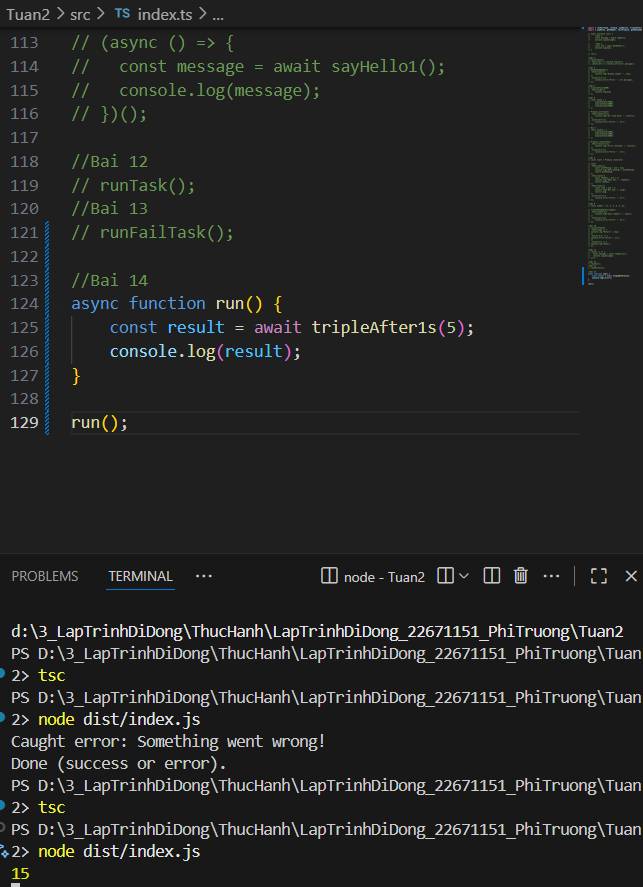 Tuan2 > src > TS index.ts > ...
113 // (async () => {
114 //   const message = await sayHello1();
115 //   console.log(message);
116 // })();
117
118 //Bai 12
119 // runTask();
120 //Bai 13
121 // runFailTask();
122
123 //Bai 14
124 async function run() {
125     const result = await tripleAfter1s(5);
126     console.log(result);
127 }
128
129 run();
PROBLEMS TERMINAL ... node - Tuan2 ...
d:\3_LapTrinhDiDong\ThucHanh\LapTrinhDiDong_22671151_PhiTruong\Tuan2
PS D:\3_LapTrinhDiDong\ThucHanh\LapTrinhDiDong_22671151_PhiTruong\Tuan
2> tsc
PS D:\3_LapTrinhDiDong\ThucHanh\LapTrinhDiDong_22671151_PhiTruong\Tuan
2> node dist/index.js
Caught error: Something went wrong!
Done (success or error).
PS D:\3_LapTrinhDiDong\ThucHanh\LapTrinhDiDong_22671151_PhiTruong\Tuan
2> tsc
PS D:\3_LapTrinhDiDong\ThucHanh\LapTrinhDiDong_22671151_PhiTruong\Tuan
2> node dist/index.js
15